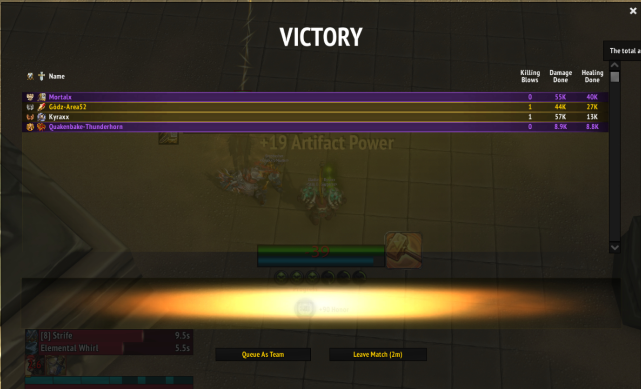 VICTORY
The total a
Name
Killing Blows
Damage Done
Healing Done
Mortalx 0 55K 40K
Gödz-Area52 1 44K 27K
Kyraxx 1 57K 13K
Quakenbake-Thunderhorn 0 8.9K 8.8K
+19 Artifact Power
[8] Strife 9.5s
Elemental Whirl 5.5s
Queue As Team
Leave Match (2m)